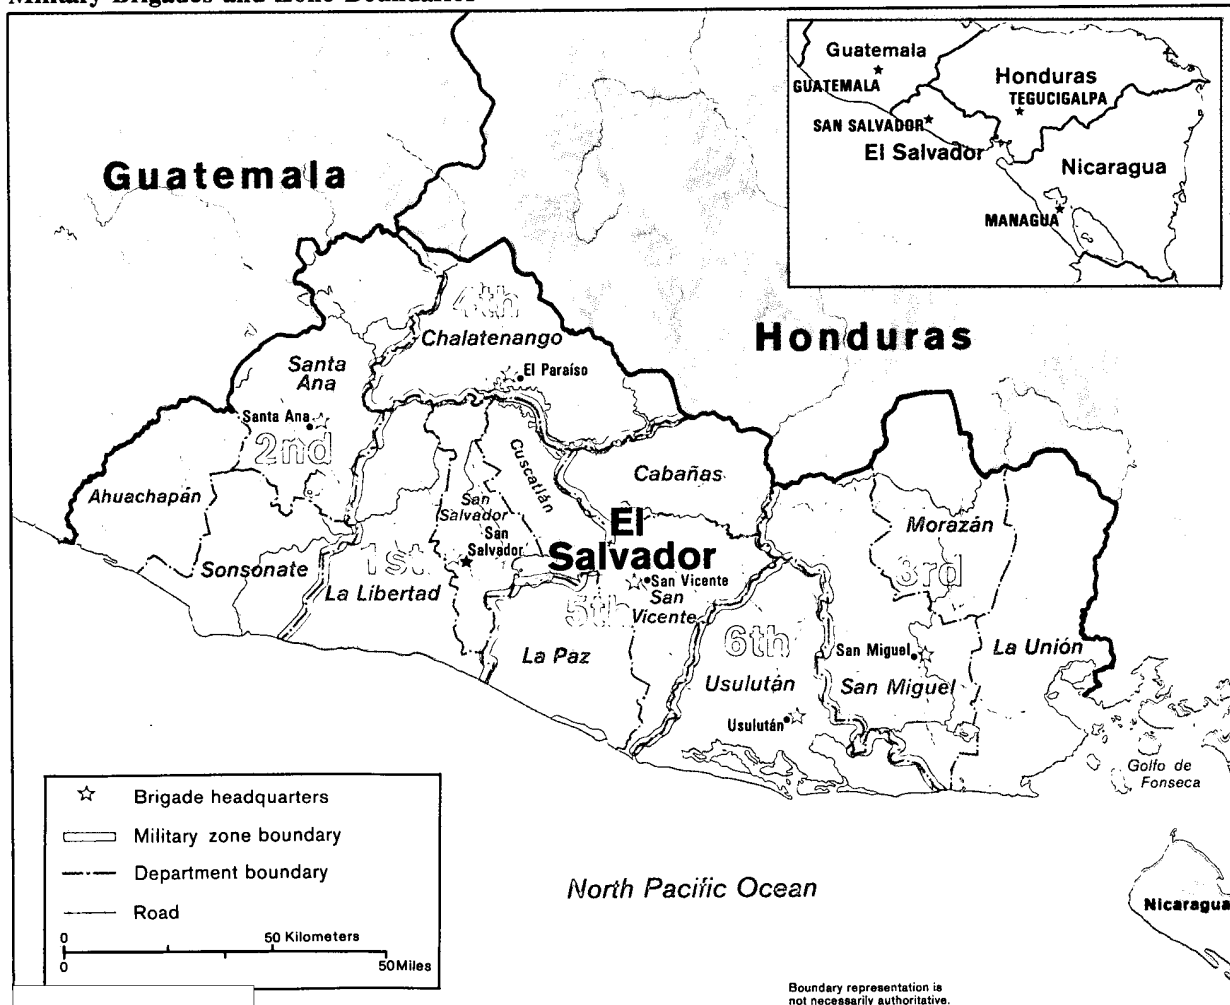 Military Brigades and Zone Boundaries
Guatemala
GUATEMALA
Honduras
TEGUCIGALPA
SAN SALVADOR
El Salvador
Nicaragua
MANAGUA
Guatemala
Honduras
4th
Chalatenango
El Paraíso
Santa
Ana
Santa Ana
2nd
Ahuachapán
Sonsonate
Cuscatlán
Cabañas
San
Salvador
San
Salvador
El
Salvador
1st
La Libertad
Morazán
3rd
San Vicente
San
Vicente
5th
La Paz
6th
Usulután
Usulután
San Miguel
San Miguel
La Unión
Golfo de
Fonseca
Brigade headquarters
Military zone boundary
Department boundary
Road
0 50 Kilometers
0 50 Miles
North Pacific Ocean
Nicaragua
Boundary representation is
not necessarily authoritative.